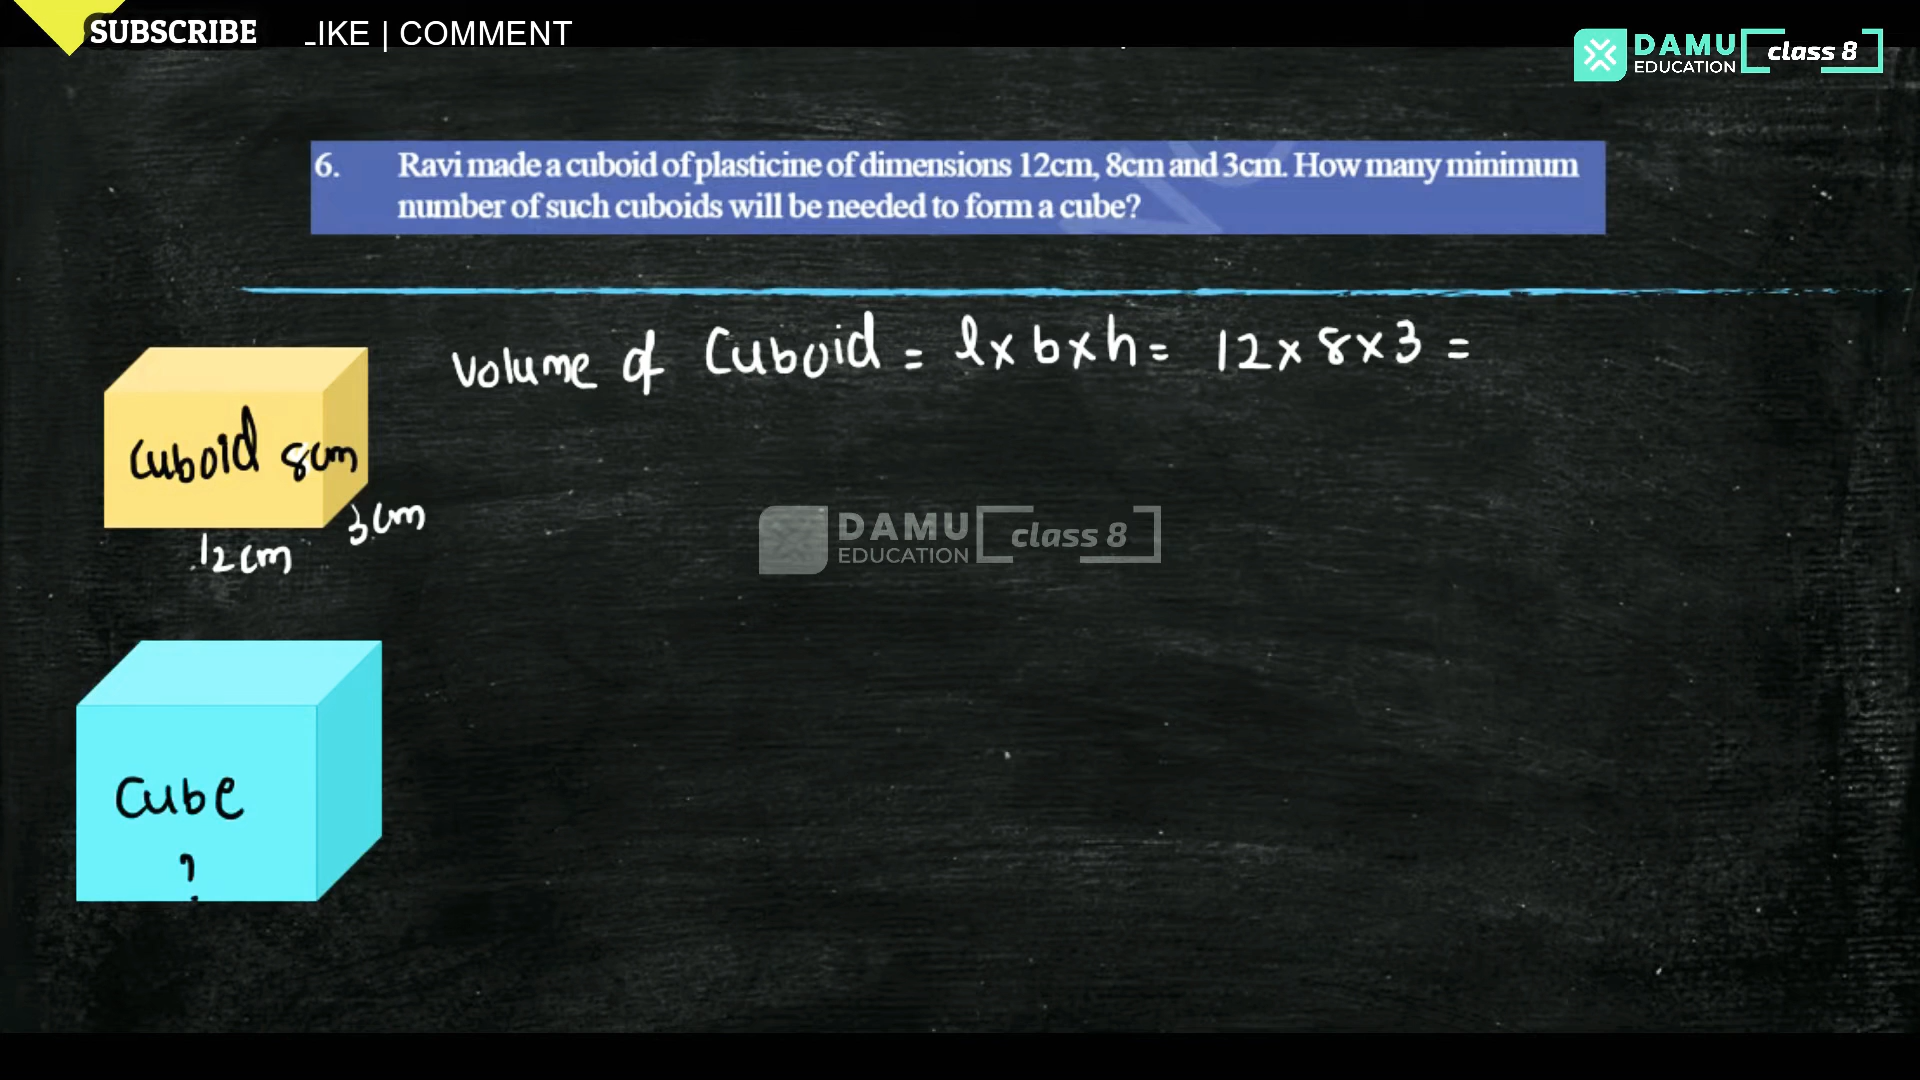 SUBSCRIBE LIKE | COMMENT
DAMU
EDUCATION
class 8
6. Ravi made a cuboid of plasticine of dimensions 12cm, 8cm and 3cm. How many minimum
number of such cuboids will be needed to form a cube?
Volume of Cuboid = l x b x h = 12 x 8 x 3 =
Cuboid 8cm
3cm
12cm
DAMU
EDUCATION
class 8
Cube
?